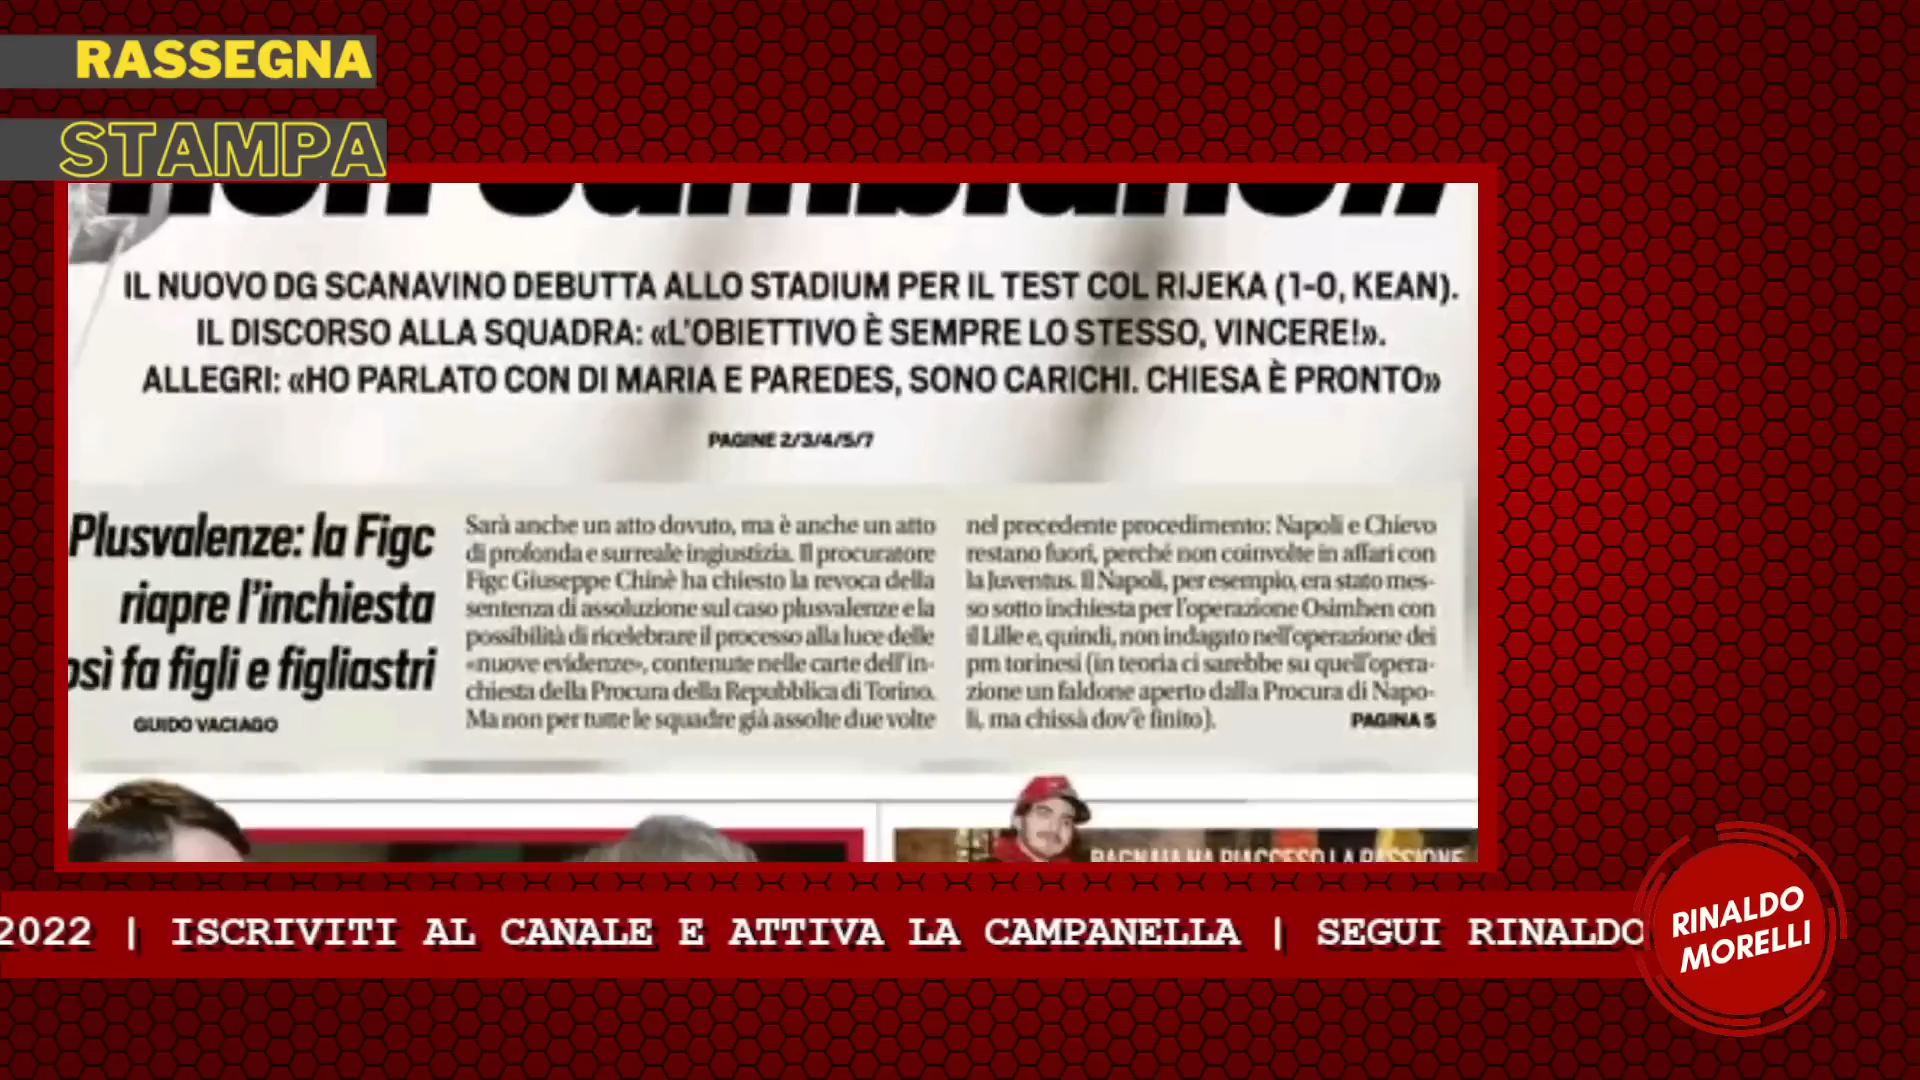 RASSEGNA
STAMPA
non cambiano»
IL NUOVO DG SCANAVINO DEBUTTA ALLO STADIUM PER IL TEST COL RIJEKA (1-0, KEAN).
IL DISCORSO ALLA SQUADRA: «L'OBIETTIVO È SEMPRE LO STESSO, VINCERE!».
ALLEGRI: «HO PARLATO CON DI MARIA E PAREDES, SONO CARICHI. CHIESA È PRONTO»
PAGINE 2/3/4/5/7
Plusvalenze: la Figc
riapre l'inchiesta
osì fa figli e figliastri
GUIDO VACIAGO
Sarà anche un atto dovuto, ma è anche un atto
di profonda e surreale ingiustizia. Il procuratore
Figc Giuseppe Chinè ha chiesto la revoca della
sentenza di assoluzione sul caso plusvalenze e la
possibilità di ricelebrare il processo alla luce delle
«nuove evidenze», contenute nelle carte dell'in-
chiesta della Procura della Repubblica di Torino.
Ma non per tutte le squadre già assolte due volte
nel precedente procedimento: Napoli e Chievo
restano fuori, perché non coinvolte in affari con
la Juventus. Il Napoli, per esempio, era stato mes-
so sotto inchiesta per l'operazione Osimhen con
il Lille e, quindi, non indagato nell'operazione dei
pm torinesi (in teoria ci sarebbe su quell'opera-
zione un faldone aperto dalla Procura di Napo-
li, ma chissà dov'è finito).
PAGINA 5
BAGNAIA HA RIACCESO LA PASSIONE
2022 | ISCRIVITI AL CANALE E ATTIVA LA CAMPANELLA | SEGUI RINALDO
RINALDO
MORELLI